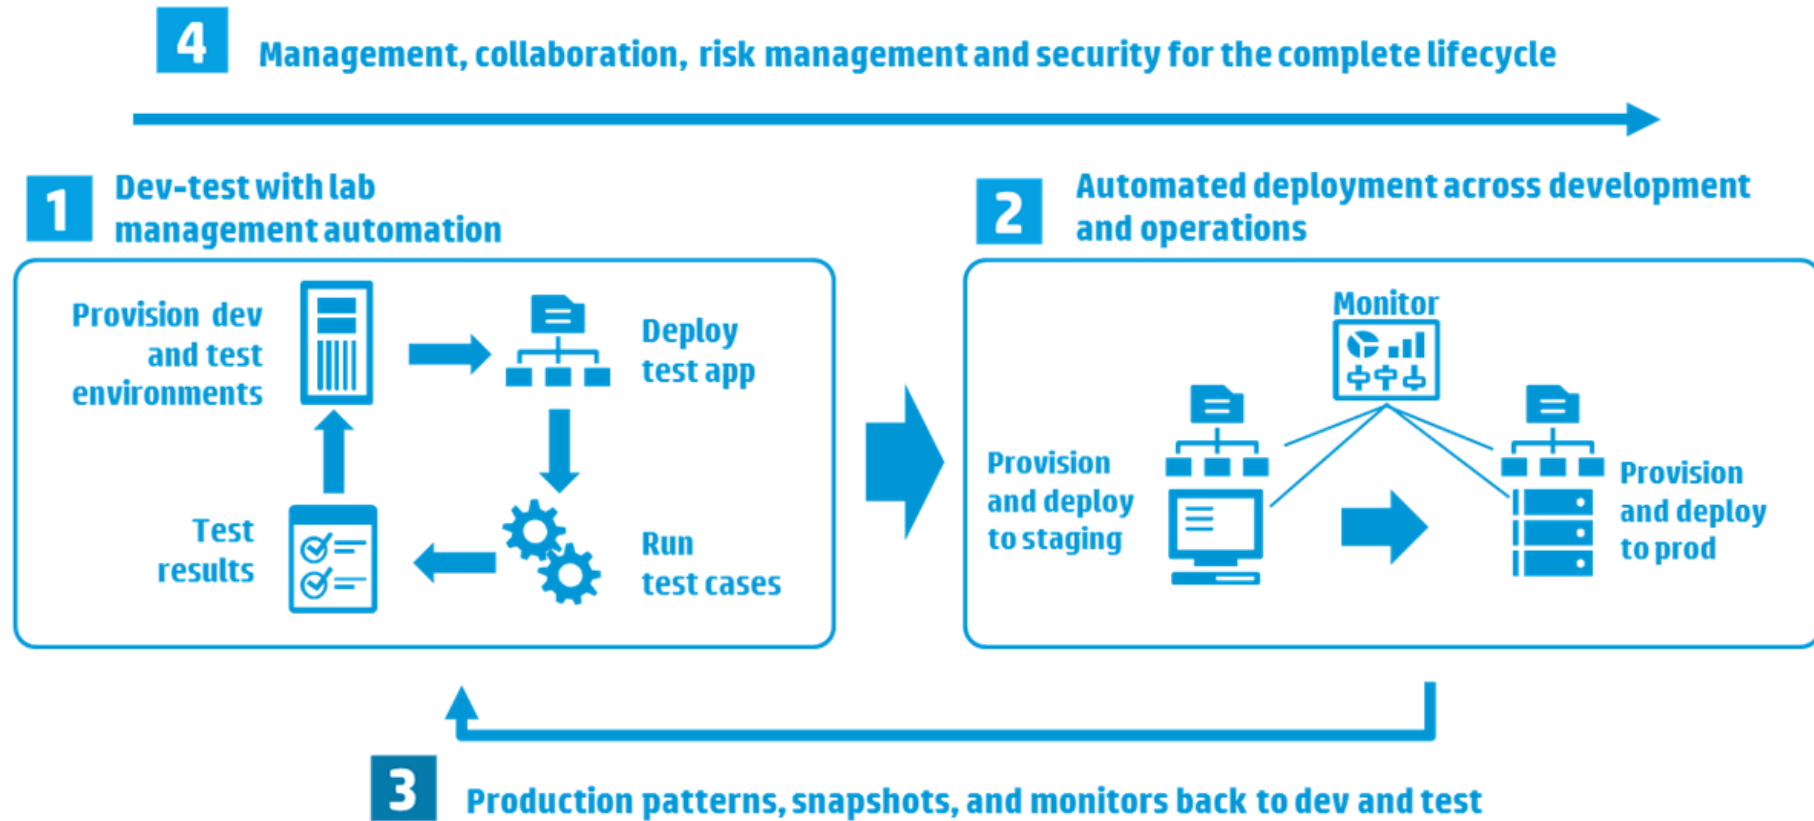 4
Management, collaboration, risk management and security for the complete lifecycle
1
Dev-test with lab
management automation
2
Automated deployment across development
and operations
Provision dev
and test
environments
Deploy
test app
Test
results
Run
test cases
Monitor
Provision
and deploy
to staging
Provision
and deploy
to prod
3
Production patterns, snapshots, and monitors back to dev and test